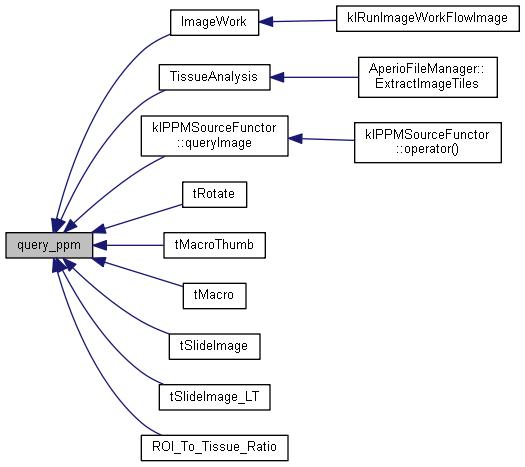 ImageWork
klRunImageWorkFlowImage
TissueAnalysis
AperioFileManager::
ExtractImageTiles
klPPMSourceFunctor
::queryImage
klPPMSourceFunctor
::operator()
tRotate
query_ppm
tMacroThumb
tMacro
tSlideImage
tSlideImage_LT
ROI_To_Tissue_Ratio